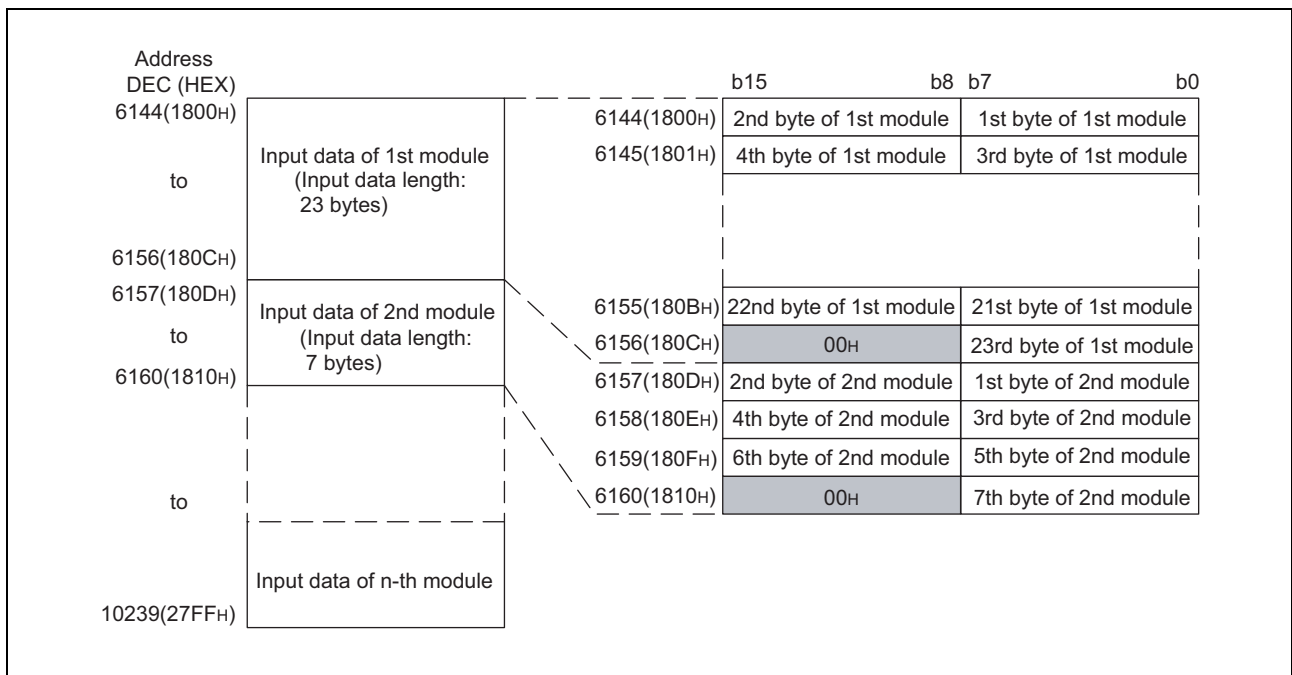 Address
DEC (HEX)
6144(1800H)
to
6156(180CH)
6157(180DH)
to
6160(1810H)
to
10239(27FFH)
Input data of 1st module
(Input data length:
23 bytes)
Input data of 2nd module
(Input data length:
7 bytes)
Input data of n-th module
b15 b8 b7 b0
6144(1800H) 2nd byte of 1st module 1st byte of 1st module
6145(1801H) 4th byte of 1st module 3rd byte of 1st module
6155(180BH) 22nd byte of 1st module 21st byte of 1st module
6156(180CH) 00H 23rd byte of 1st module
6157(180DH) 2nd byte of 2nd module 1st byte of 2nd module
6158(180EH) 4th byte of 2nd module 3rd byte of 2nd module
6159(180FH) 6th byte of 2nd module 5th byte of 2nd module
6160(1810H) 00H 7th byte of 2nd module